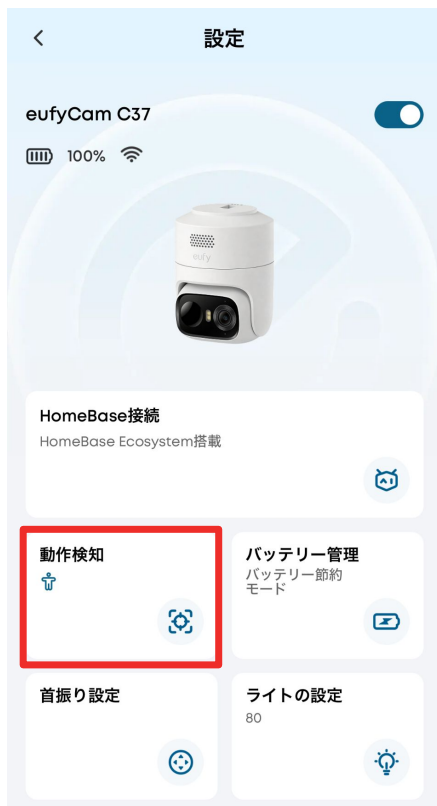 設定
eufyCam C37
100%
eufy
HomeBase接続
HomeBase Ecosystem搭載
動作検知
バッテリー管理
バッテリー節約
モード
首振り設定
ライトの設定
80